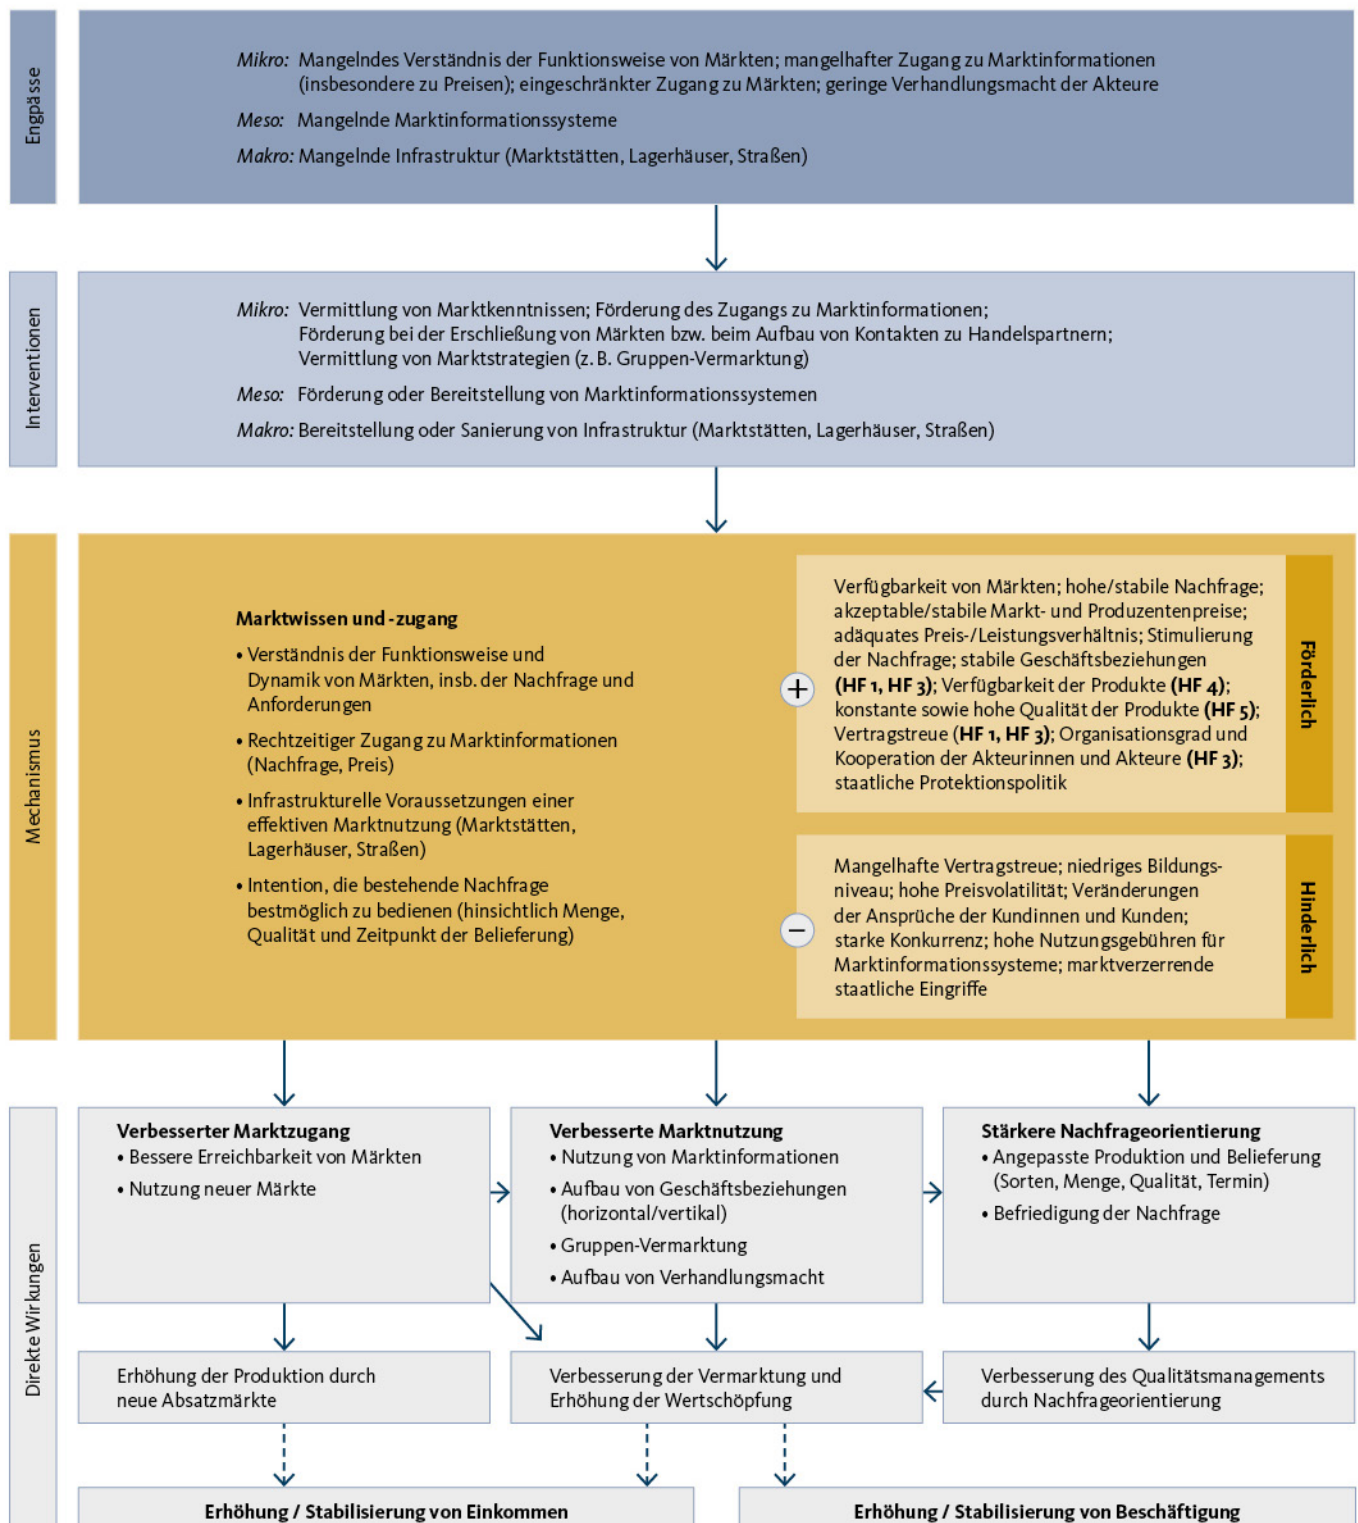 Engpässe
Mikro: Mangelndes Verständnis der Funktionsweise von Märkten; mangelhafter Zugang zu Marktinformationen
(insbesondere zu Preisen); eingeschränkter Zugang zu Märkten; geringe Verhandlungsmacht der Akteure
Meso: Mangelnde Marktinformationssysteme
Makro: Mangelnde Infrastruktur (Marktstätten, Lagerhäuser, Straßen)
Interventionen
Mikro: Vermittlung von Marktkenntnissen; Förderung des Zugangs zu Marktinformationen;
Förderung bei der Erschließung von Märkten bzw. beim Aufbau von Kontakten zu Handelspartnern;
Vermittlung von Marktstrategien (z. B. Gruppen-Vermarktung)
Meso: Förderung oder Bereitstellung von Marktinformationssystemen
Makro: Bereitstellung oder Sanierung von Infrastruktur (Marktstätten, Lagerhäuser, Straßen)
Mechanismus
Marktwissen und -zugang
• Verständnis der Funktionsweise und
Dynamik von Märkten, insb. der Nachfrage und
Anforderungen
• Rechtzeitiger Zugang zu Marktinformationen
(Nachfrage, Preis)
• Infrastrukturelle Voraussetzungen einer
effektiven Marktnutzung (Marktstätten,
Lagerhäuser, Straßen)
• Intention, die bestehende Nachfrage
bestmöglich zu bedienen (hinsichtlich Menge,
Qualität und Zeitpunkt der Belieferung)
+
Verfügbarkeit von Märkten; hohe/stabile Nachfrage;
akzeptable/stabile Markt- und Produzentenpreise;
adäquates Preis-/Leistungsverhältnis; Stimulierung
der Nachfrage; stabile Geschäftsbeziehungen
(HF 1, HF 3); Verfügbarkeit der Produkte (HF 4);
konstante sowie hohe Qualität der Produkte (HF 5);
Vertragstreue (HF 1, HF 3); Organisationsgrad und
Kooperation der Akteurinnen und Akteure (HF 3);
staatliche Protektionspolitik
Förderlich
−
Mangelhafte Vertragstreue; niedriges Bildungs-
niveau; hohe Preisvolatilität; Veränderungen
der Ansprüche der Kundinnen und Kunden;
starke Konkurrenz; hohe Nutzungsgebühren für
Marktinformationssysteme; marktverzerrende
staatliche Eingriffe
Hinderlich
Direkte Wirkungen
Verbesserter Marktzugang
• Bessere Erreichbarkeit von Märkten
• Nutzung neuer Märkte
Verbesserte Marktnutzung
• Nutzung von Marktinformationen
• Aufbau von Geschäftsbeziehungen
(horizontal/vertikal)
• Gruppen-Vermarktung
• Aufbau von Verhandlungsmacht
Stärkere Nachfrageorientierung
• Angepasste Produktion und Belieferung
(Sorten, Menge, Qualität, Termin)
• Befriedigung der Nachfrage
Erhöhung der Produktion durch
neue Absatzmärkte
Verbesserung der Vermarktung und
Erhöhung der Wertschöpfung
Verbesserung des Qualitätsmanagements
durch Nachfrageorientierung
Erhöhung / Stabilisierung von Einkommen
Erhöhung / Stabilisierung von Beschäftigung